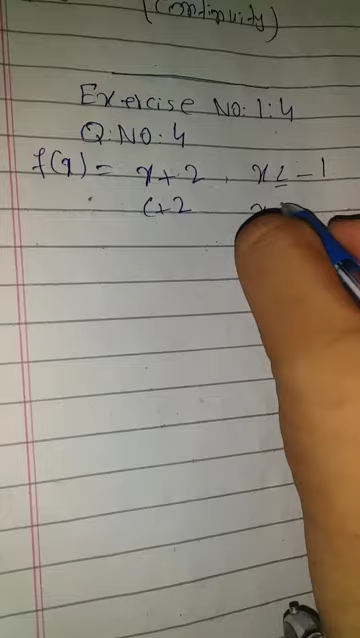 (Continuity)
Exercise NO: 1:4
Q: NO: 4
f(x) = x+2 , x ≤ -1
c+2 x